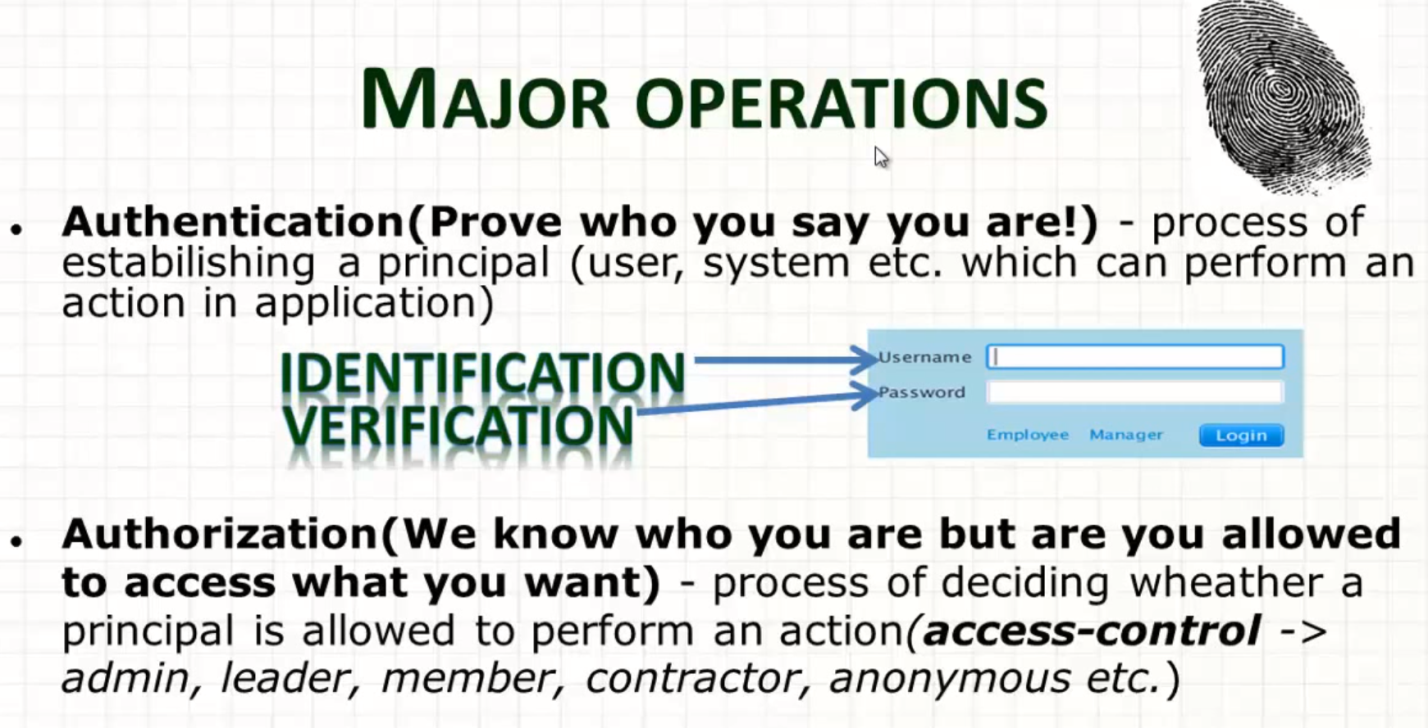 MAJOR OPERATIONS
• Authentication(Prove who you say you are!) - process of
estabilishing a principal (user, system etc. which can perform an
action in application)
IDENTIFICATION
VERIFICATION
Username
Password
Employee Manager Login
• Authorization(We know who you are but are you allowed
to access what you want) - process of deciding wheather a
principal is allowed to perform an action(access-control ->
admin, leader, member, contractor, anonymous etc.)